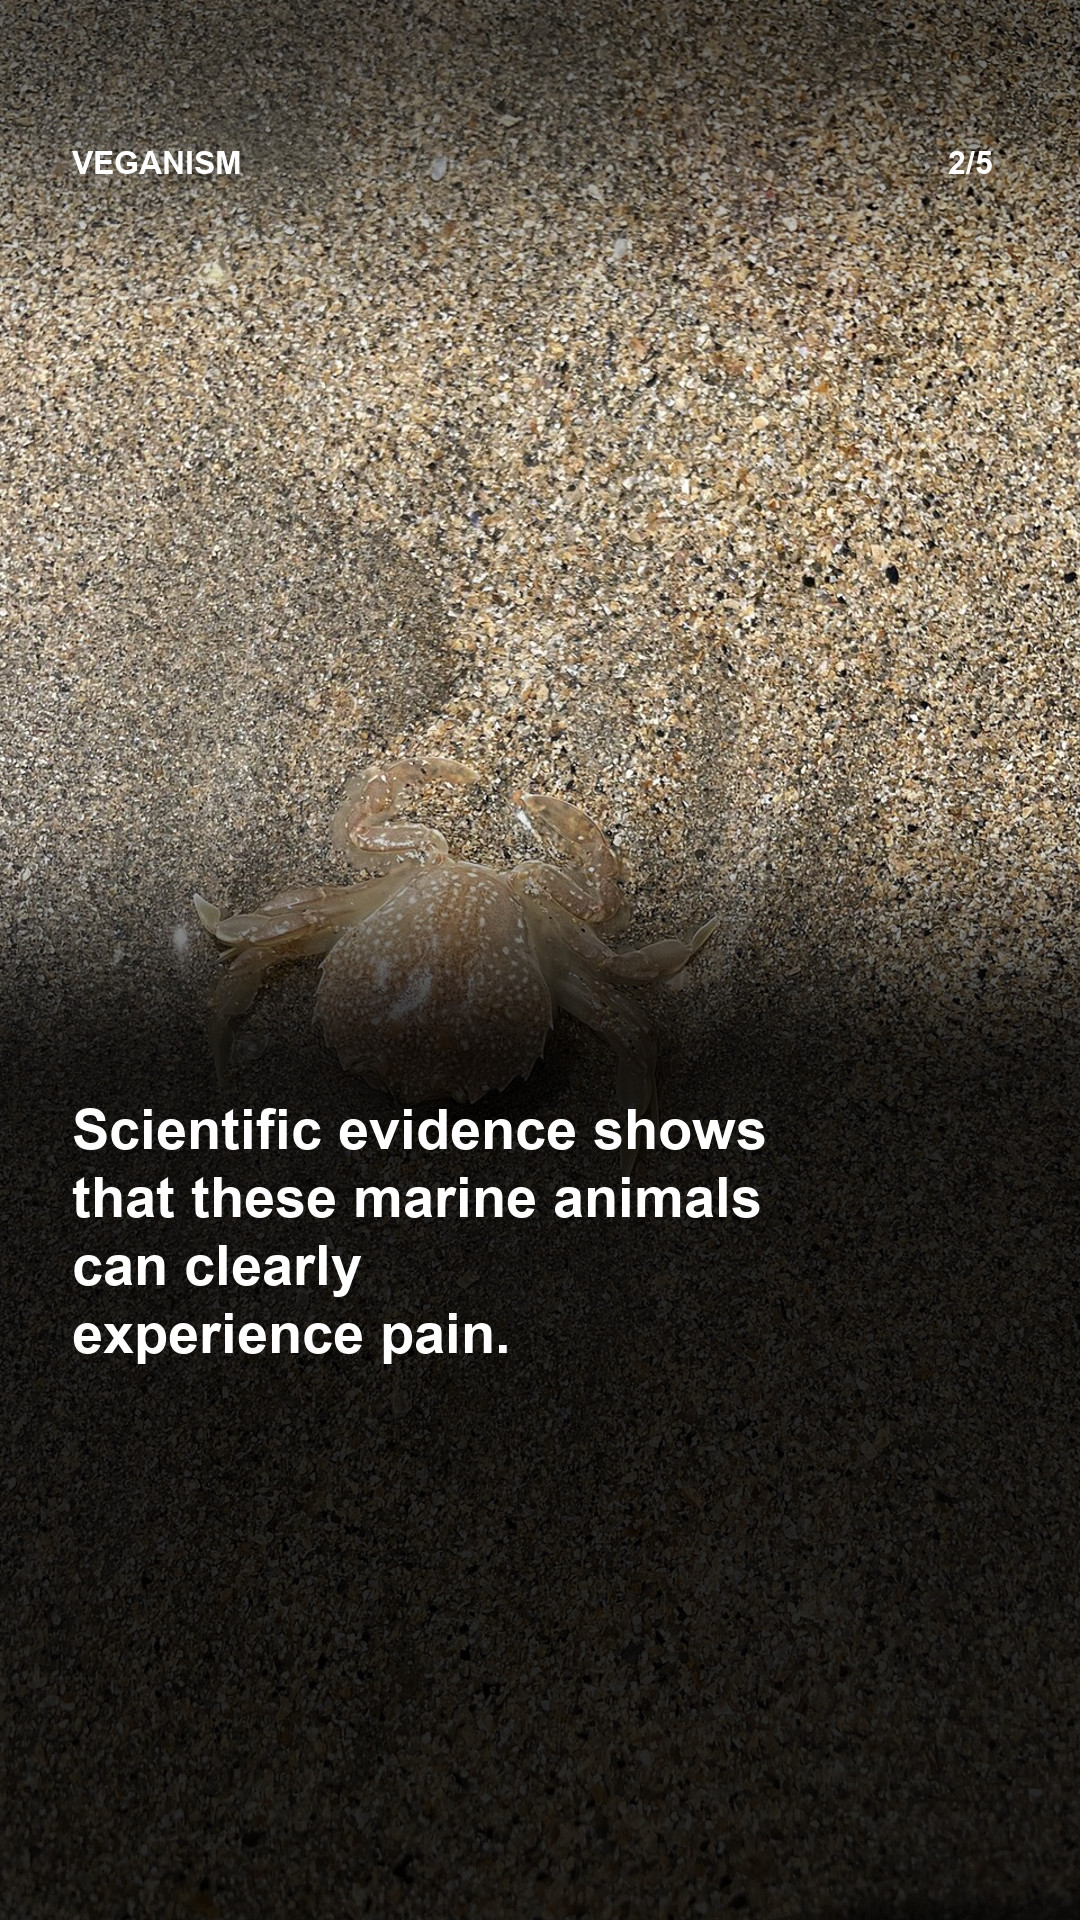 VEGANISM 2/5
Scientific evidence shows
that these marine animals
can clearly
experience pain.